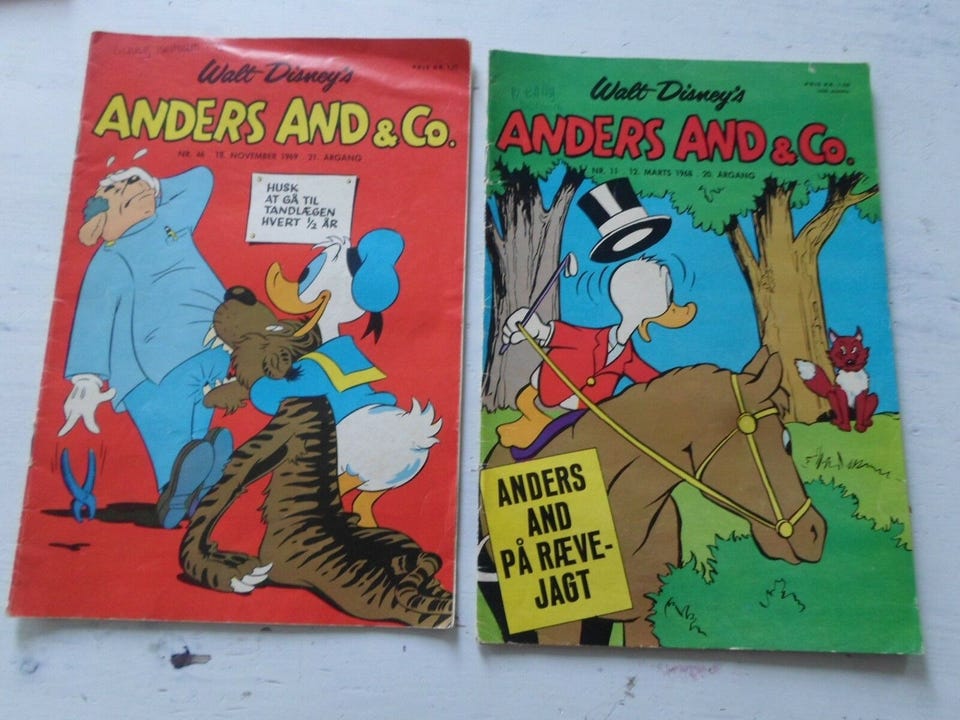 Walt Disney's
ANDERS AND & Co.
NR. 46 . 12. NOVEMBER 1969 . 21. ÅRGANG
HUSK
AT GÅ TIL
TANDLÆGEN
HVERT 1/2 ÅR
Walt Disney's
ANDERS AND & Co.
NR. 11 . 12. MARTS 1968 . 20. ÅRGANG
ANDERS
AND
PÅ RÆVE-
JAGT